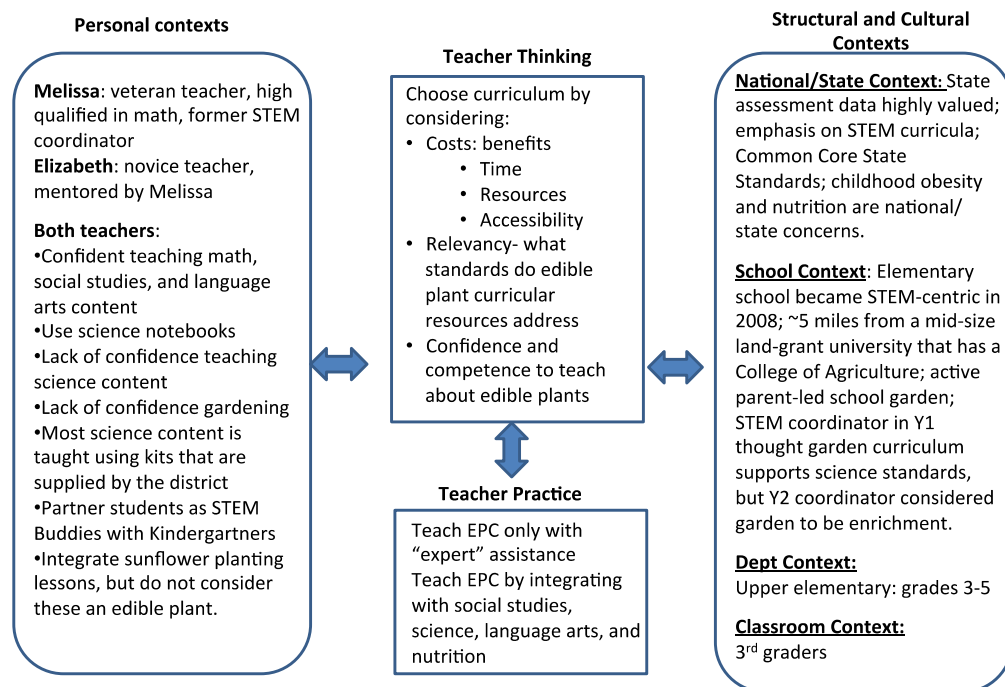 Personal contexts
Melissa: veteran teacher, high
qualified in math, former STEM
coordinator
Elizabeth: novice teacher,
mentored by Melissa
Both teachers:
•Confident teaching math,
social studies, and language
arts content
•Use science notebooks
•Lack of confidence teaching
science content
•Lack of confidence gardening
•Most science content is
taught using kits that are
supplied by the district
•Partner students as STEM
Buddies with Kindergartners
•Integrate sunflower planting
lessons, but do not consider
these an edible plant.
Teacher Thinking
Choose curriculum by
considering:
• Costs: benefits
• Time
• Resources
• Accessibility
• Relevancy- what
standards do edible
plant curricular
resources address
• Confidence and
competence to teach
about edible plants
Teacher Practice
Teach EPC only with
“expert” assistance
Teach EPC by integrating
with social studies,
science, language arts, and
nutrition
Structural and Cultural
Contexts
National/State Context: State
assessment data highly valued;
emphasis on STEM curricula;
Common Core State
Standards; childhood obesity
and nutrition are national/
state concerns.
School Context: Elementary
school became STEM-centric in
2008; ~5 miles from a mid-size
land-grant university that has a
College of Agriculture; active
parent-led school garden;
STEM coordinator in Y1
thought garden curriculum
supports science standards,
but Y2 coordinator considered
garden to be enrichment.
Dept Context:
Upper elementary: grades 3-5
Classroom Context:
3rd graders